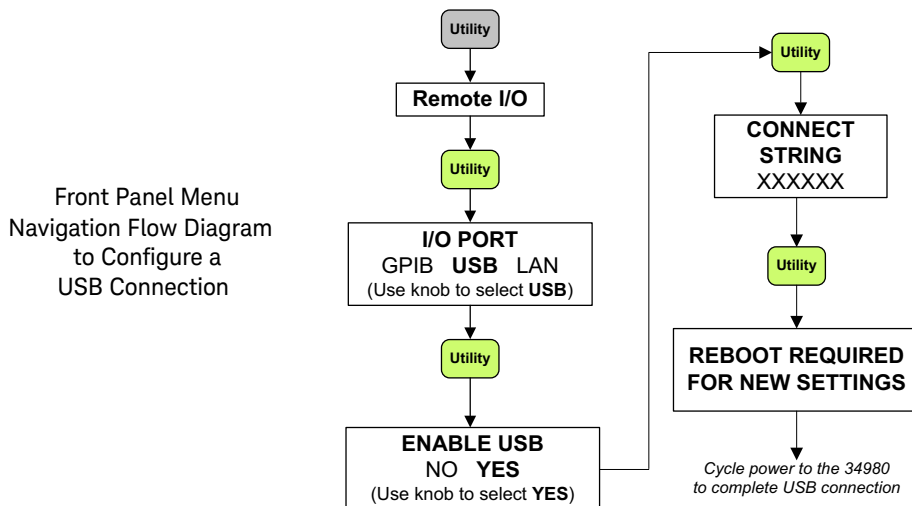 Front Panel Menu
Navigation Flow Diagram
to Configure a
USB Connection
Utility
Remote I/O
Utility
I/O PORT
GPIB USB LAN
(Use knob to select USB)
Utility
ENABLE USB
NO YES
(Use knob to select YES)
Utility
CONNECT
STRING
XXXXXX
Utility
REBOOT REQUIRED
FOR NEW SETTINGS
Cycle power to the 34980
to complete USB connection